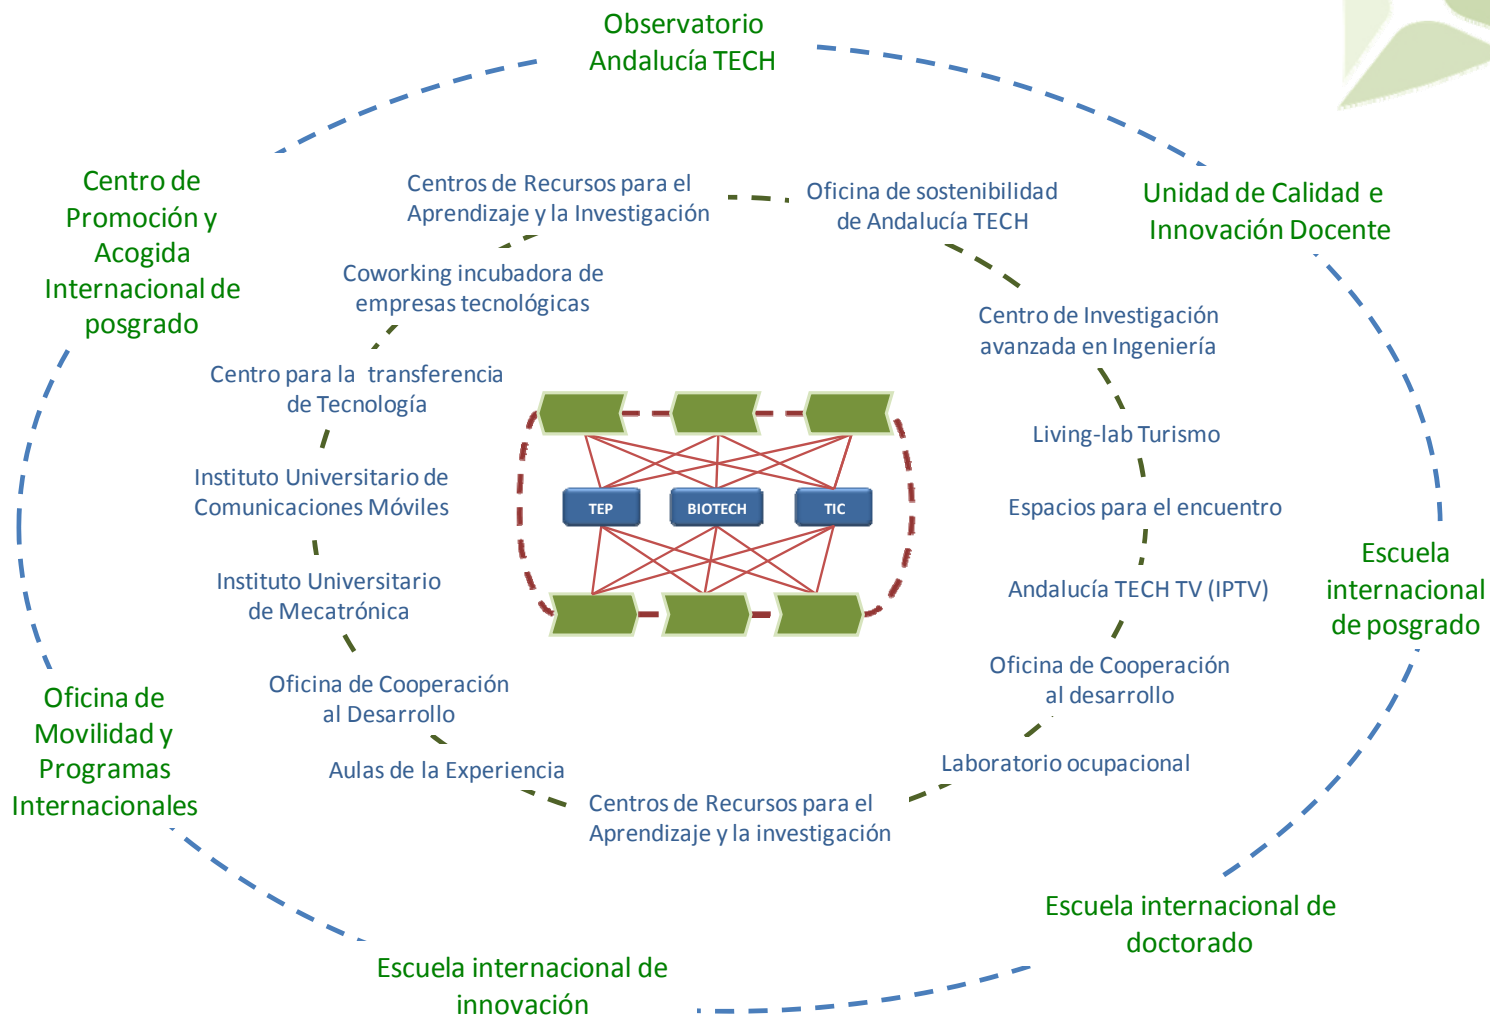 Observatorio
Andalucía TECH
Centro de
Promoción y
Acogida
Internacional de
posgrado
Centros de Recursos para el
Aprendizaje y la Investigación
Oficina de sostenibilidad
de Andalucía TECH
Unidad de Calidad e
Innovación Docente
Coworking incubadora de
empresas tecnológicas
Centro de Investigación
avanzada en Ingeniería
Centro para la transferencia
de Tecnología
Living-lab Turismo
Instituto Universitario de
Comunicaciones Móviles
TEP
BIOTECH
TIC
Espacios para el encuentro
Instituto Universitario
de Mecatrónica
Andalucía TECH TV (IPTV)
Escuela
internacional
de posgrado
Oficina de Cooperación
al Desarrollo
Oficina de Cooperación
al desarrollo
Oficina de
Movilidad y
Programas
Internacionales
Aulas de la Experiencia
Laboratorio ocupacional
Centros de Recursos para el
Aprendizaje y la investigación
Escuela internacional de
doctorado
Escuela internacional de
innovación